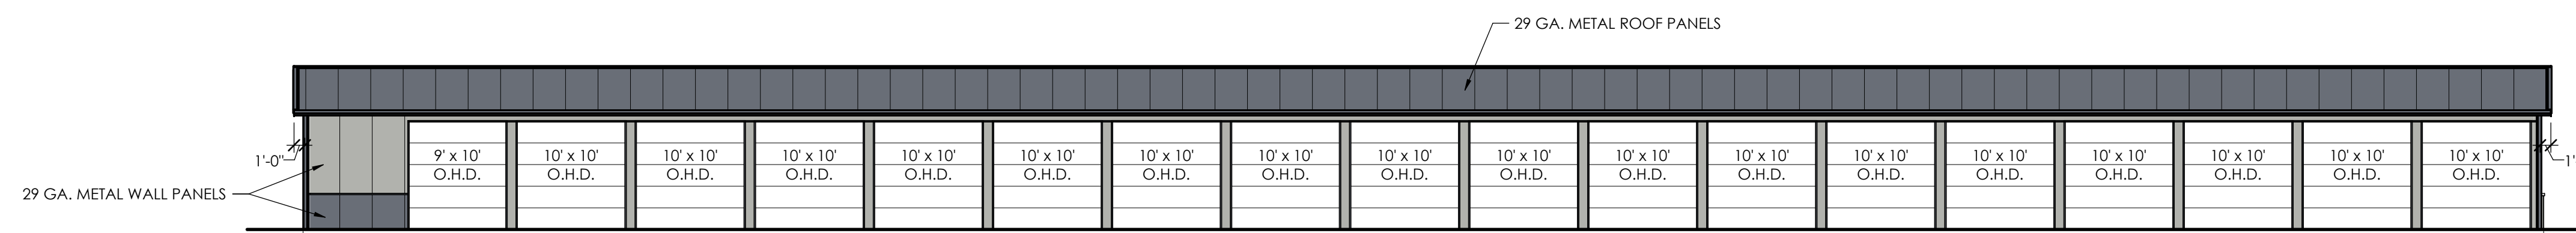 29 GA. METAL ROOF PANELS
1'-0"
29 GA. METAL WALL PANELS
9' x 10'
O.H.D.
10' x 10'
O.H.D.
10' x 10'
O.H.D.
10' x 10'
O.H.D.
10' x 10'
O.H.D.
10' x 10'
O.H.D.
10' x 10'
O.H.D.
10' x 10'
O.H.D.
10' x 10'
O.H.D.
10' x 10'
O.H.D.
10' x 10'
O.H.D.
10' x 10'
O.H.D.
10' x 10'
O.H.D.
10' x 10'
O.H.D.
10' x 10'
O.H.D.
10' x 10'
O.H.D.
10' x 10'
O.H.D.
10' x 10'
O.H.D.
1'